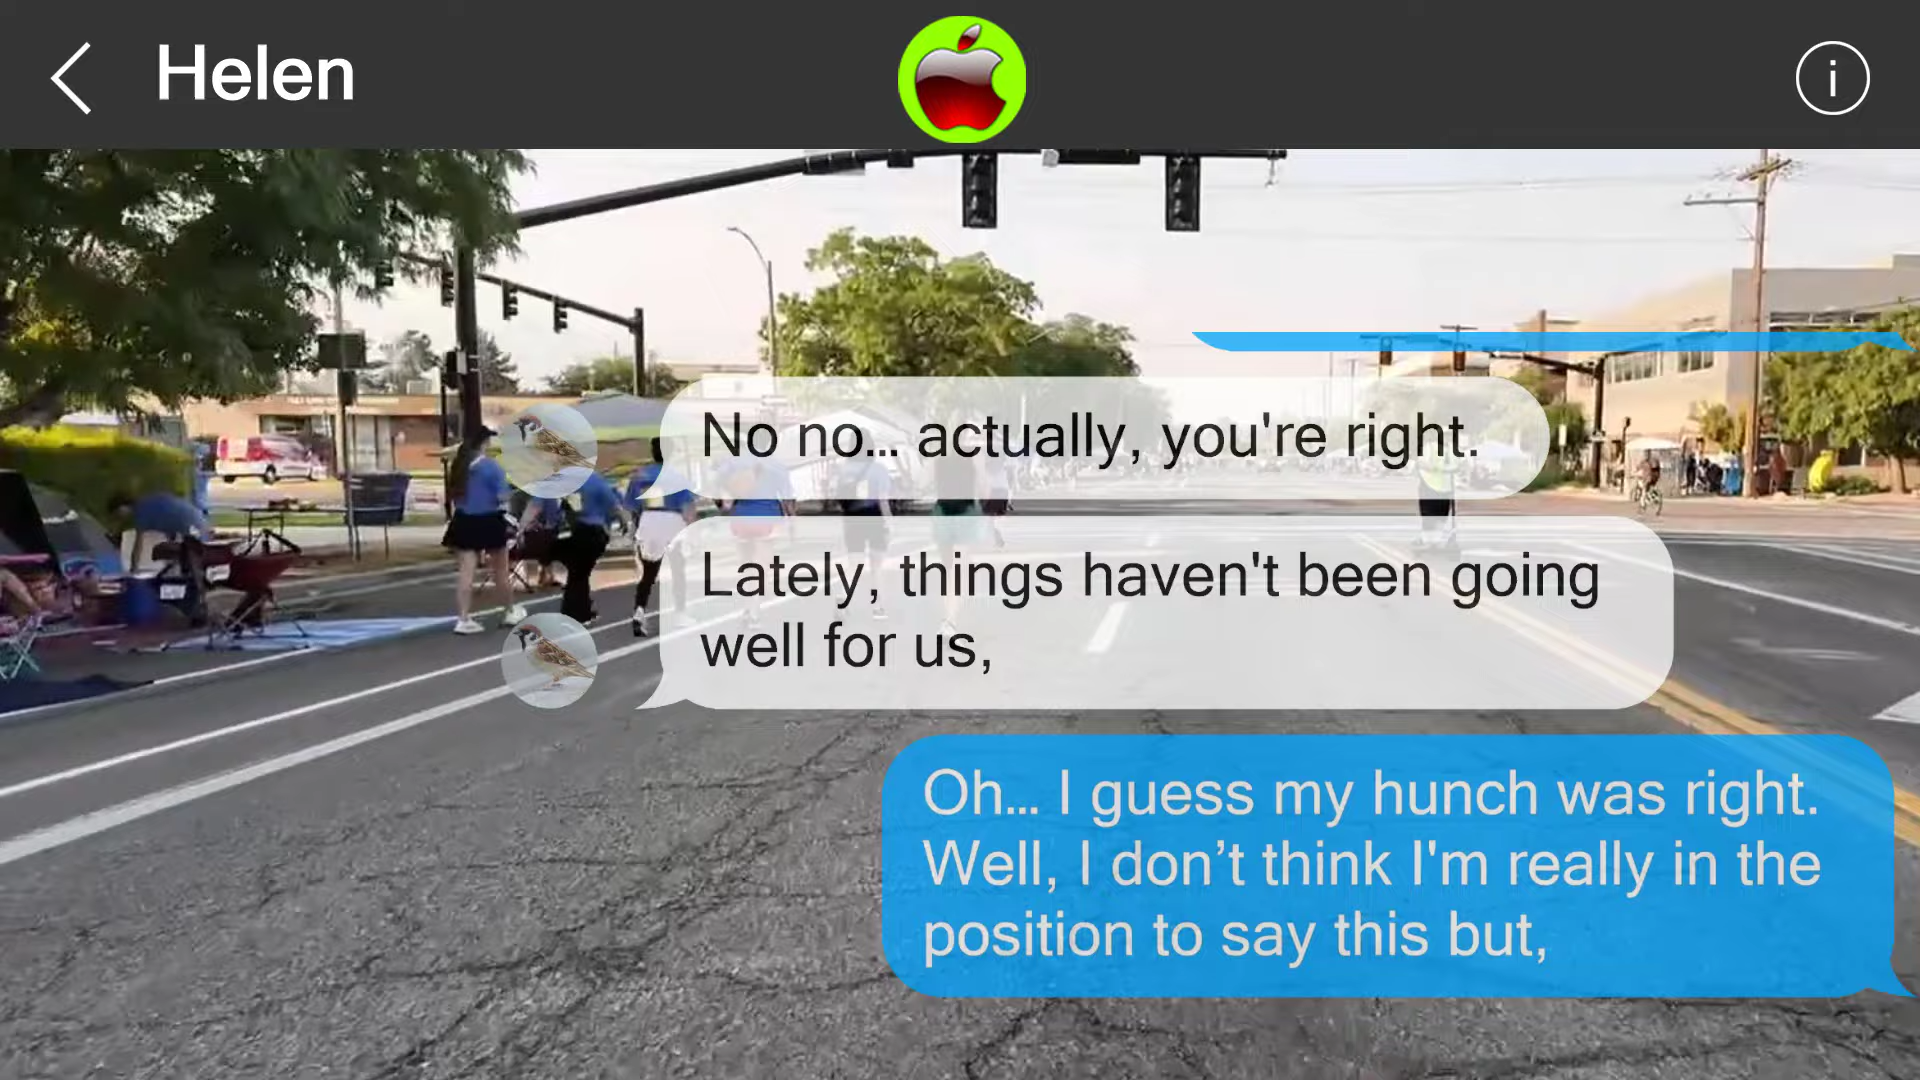 Helen
No no... actually, you're right.
Lately, things haven't been going
well for us,
Oh... I guess my hunch was right.
Well, I don’t think I'm really in the
position to say this but,